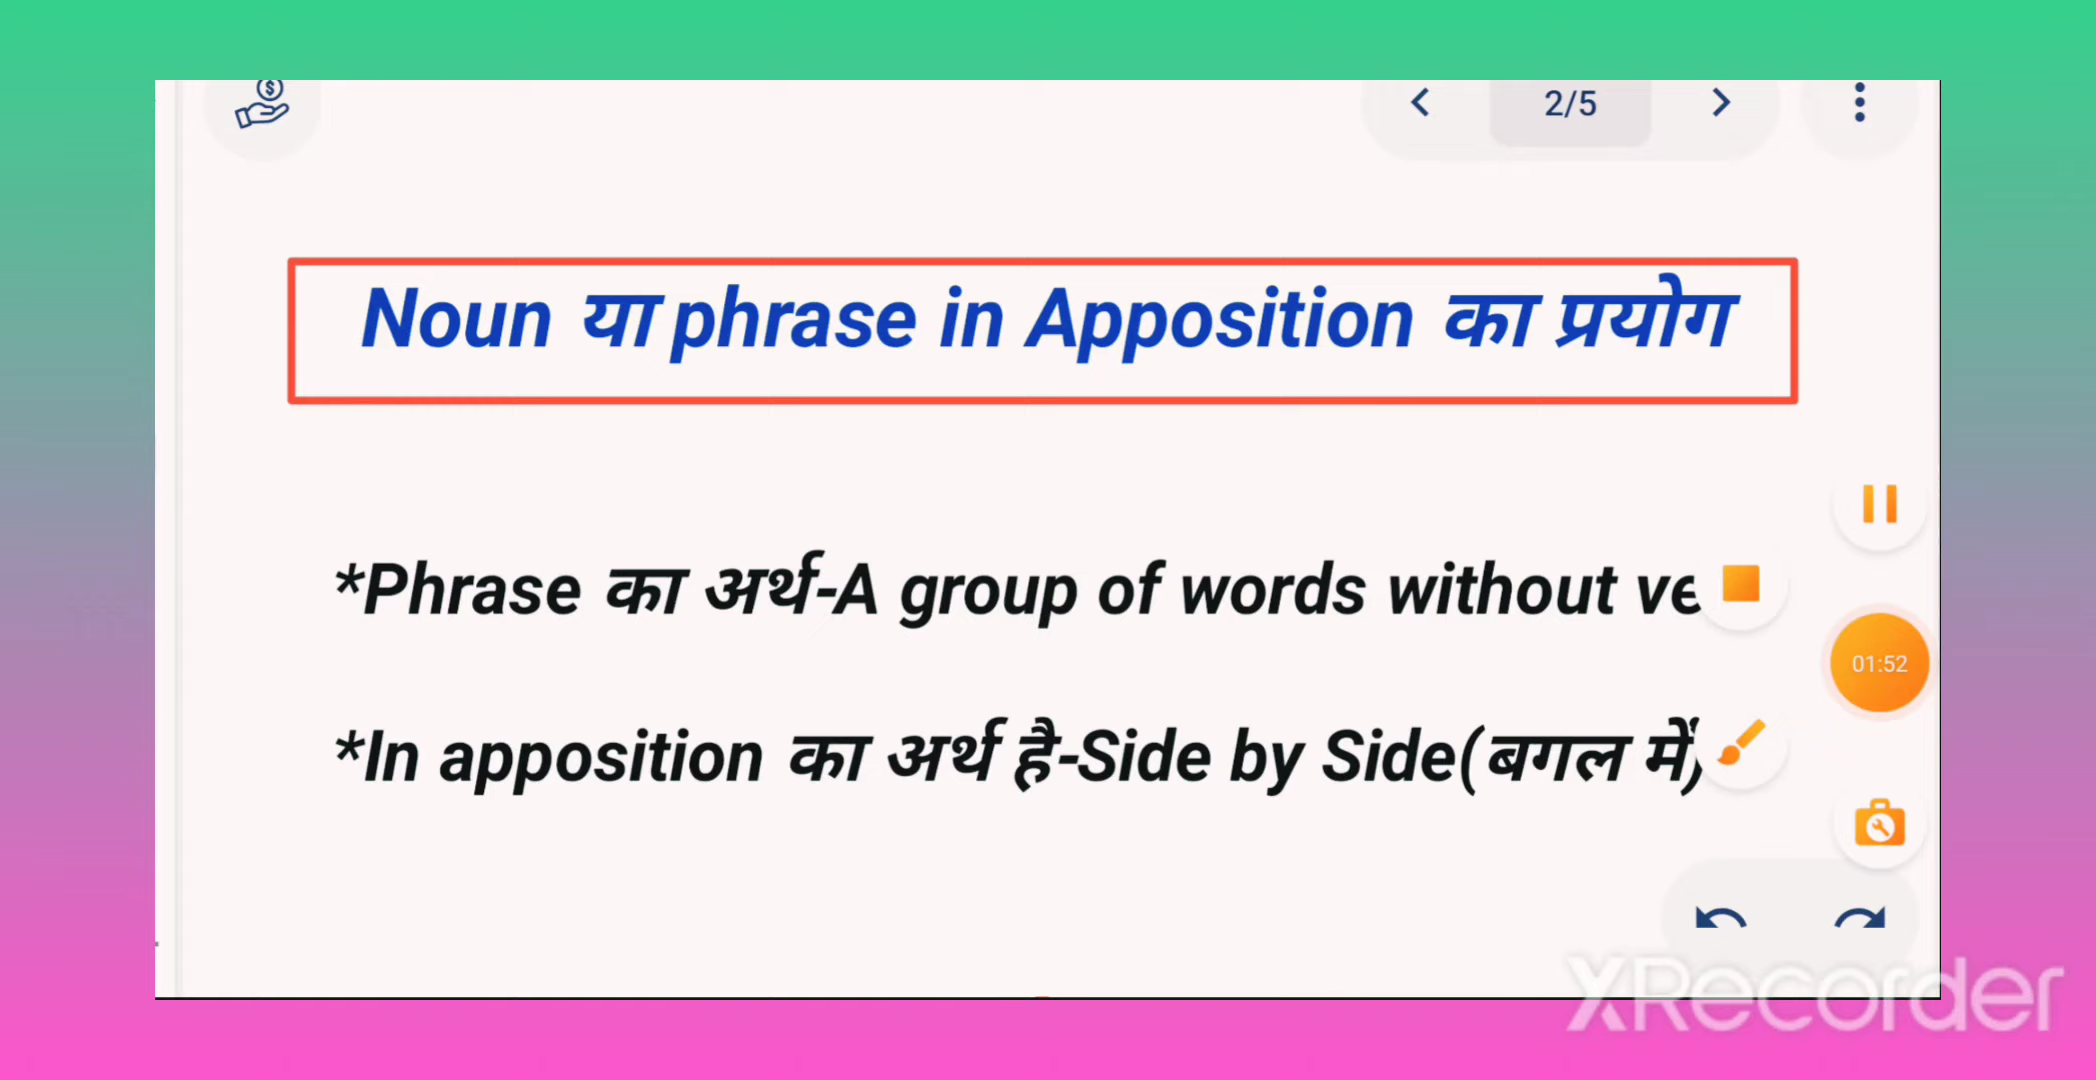 2/5
Noun या phrase in Apposition का प्रयोग
*Phrase का अर्थ-A group of words without ve
01:52
*In apposition का अर्थ है-Side by Side(बगल में)
XRecorder